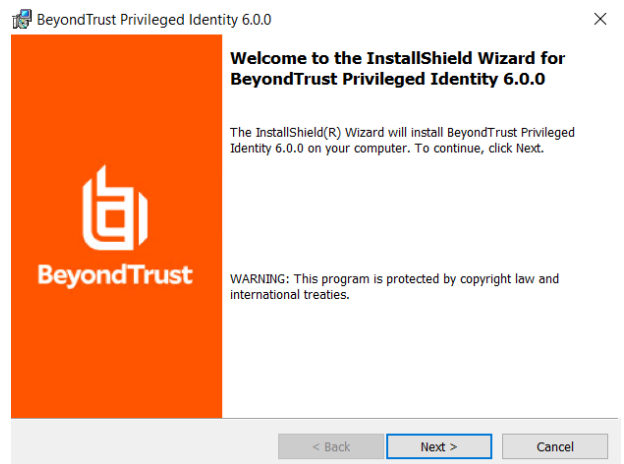 BeyondTrust Privileged Identity 6.0.0
Welcome to the InstallShield Wizard for
BeyondTrust Privileged Identity 6.0.0
The InstallShield(R) Wizard will install BeyondTrust Privileged
Identity 6.0.0 on your computer. To continue, click Next.
BeyondTrust
WARNING: This program is protected by copyright law and
international treaties.
< Back
Next >
Cancel